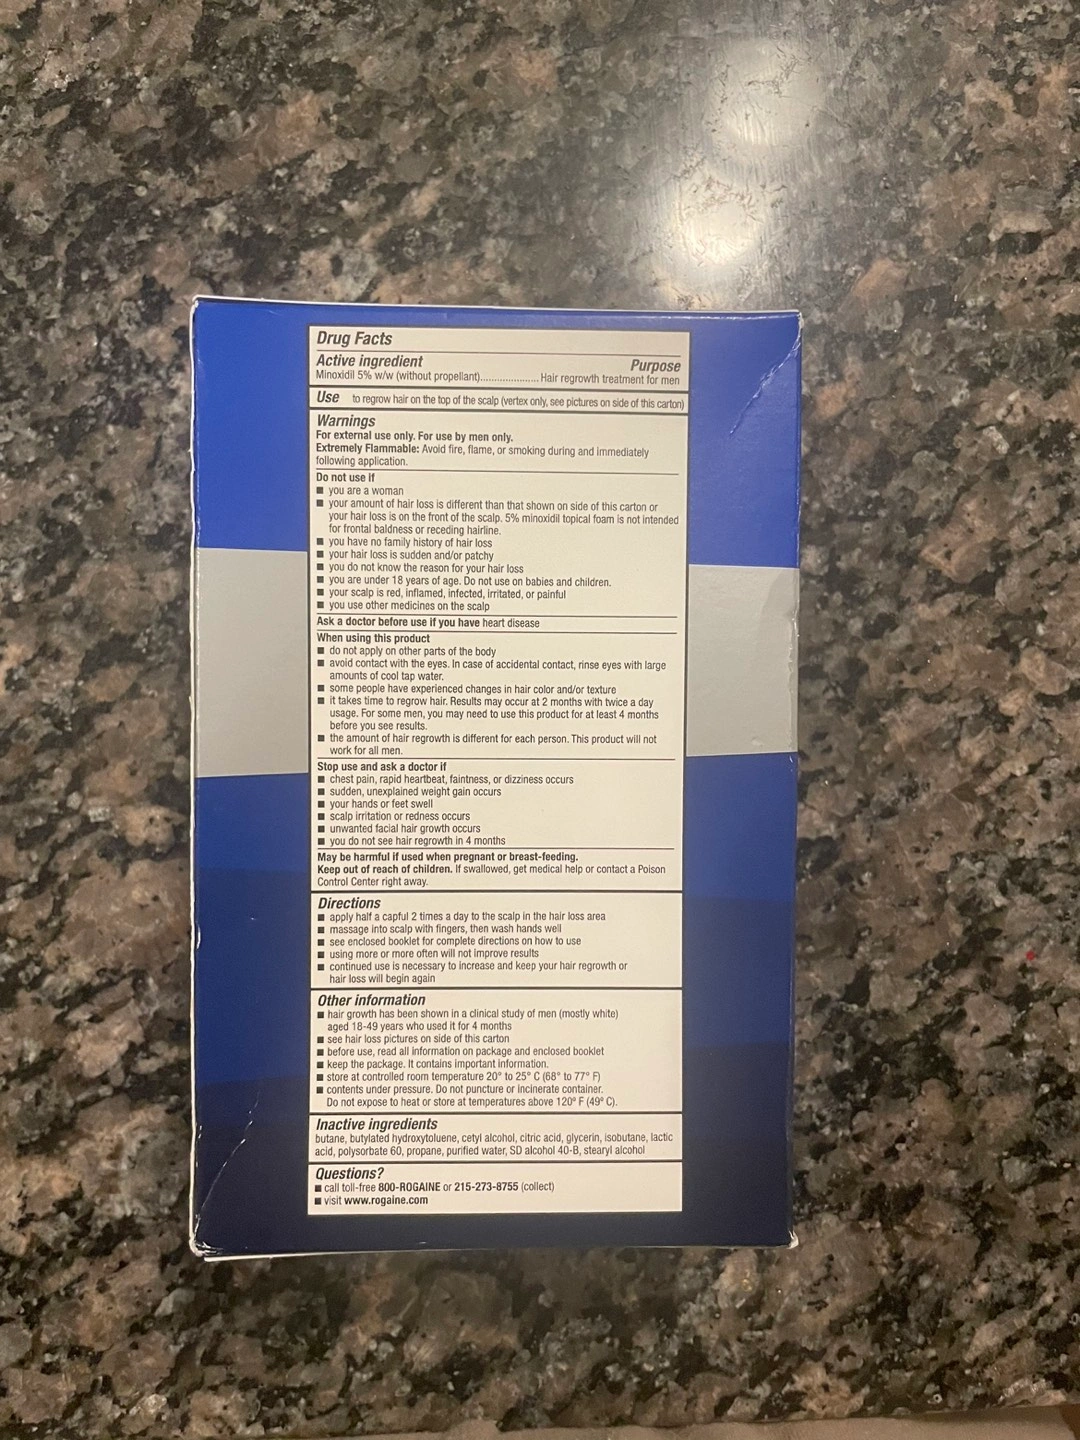 Drug Facts
Active ingredient Purpose
Minoxidil 5% w/w (without propellant)..................... Hair regrowth treatment for men
Use to regrow hair on the top of the scalp (vertex only, see pictures on side of this carton)
Warnings
For external use only. For use by men only.
Extremely Flammable: Avoid fire, flame, or smoking during and immediately
following application.
Do not use if
■ you are a woman
■ your amount of hair loss is different than that shown on side of this carton or
your hair loss is on the front of the scalp. 5% minoxidil topical foam is not intended
for frontal baldness or receding hairline.
■ you have no family history of hair loss
■ your hair loss is sudden and/or patchy
■ you do not know the reason for your hair loss
■ you are under 18 years of age. Do not use on babies and children.
■ your scalp is red, inflamed, infected, irritated, or painful
■ you use other medicines on the scalp
Ask a doctor before use if you have heart disease
When using this product
■ do not apply on other parts of the body
■ avoid contact with the eyes. In case of accidental contact, rinse eyes with large
amounts of cool tap water.
■ some people have experienced changes in hair color and/or texture
■ it takes time to regrow hair. Results may occur at 2 months with twice a day
usage. For some men, you may need to use this product for at least 4 months
before you see results.
■ the amount of hair regrowth is different for each person. This product will not
work for all men.
Stop use and ask a doctor if
■ chest pain, rapid heartbeat, faintness, or dizziness occurs
■ sudden, unexplained weight gain occurs
■ your hands or feet swell
■ scalp irritation or redness occurs
■ unwanted facial hair growth occurs
■ you do not see hair regrowth in 4 months
May be harmful if used when pregnant or breast-feeding.
Keep out of reach of children. If swallowed, get medical help or contact a Poison
Control Center right away.
Directions
■ apply half a capful 2 times a day to the scalp in the hair loss area
■ massage into scalp with fingers, then wash hands well
■ see enclosed booklet for complete directions on how to use
■ using more or more often will not improve results
■ continued use is necessary to increase and keep your hair regrowth or
hair loss will begin again
Other information
■ hair growth has been shown in a clinical study of men (mostly white)
aged 18-49 years who used it for 4 months
■ see hair loss pictures on side of this carton
■ before use, read all information on package and enclosed booklet
■ keep the package. It contains important information.
■ store at controlled room temperature 20° to 25° C (68° to 77° F)
■ contents under pressure. Do not puncture or incinerate container.
Do not expose to heat or store at temperatures above 120° F (49° C).
Inactive ingredients
butane, butylated hydroxytoluene, cetyl alcohol, citric acid, glycerin, isobutane, lactic
acid, polysorbate 60, propane, purified water, SD alcohol 40-B, stearyl alcohol
Questions?
■ call toll-free 800-ROGAINE or 215-273-8755 (collect)
■ visit www.rogaine.com